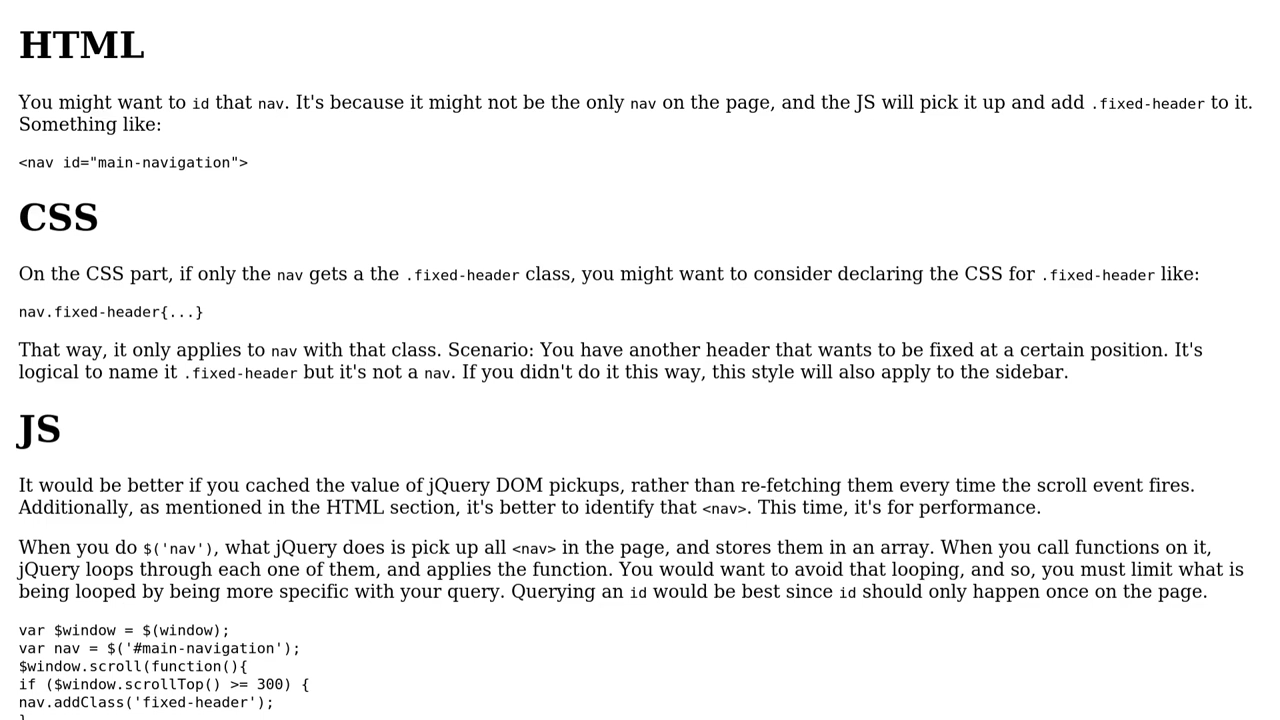 HTML
You might want to id that nav. It's because it might not be the only nav on the page, and the JS will pick it up and add .fixed-header to it.
Something like:
<nav id="main-navigation">
CSS
On the CSS part, if only the nav gets a the .fixed-header class, you might want to consider declaring the CSS for .fixed-header like:
nav.fixed-header{...}
That way, it only applies to nav with that class. Scenario: You have another header that wants to be fixed at a certain position. It's
logical to name it .fixed-header but it's not a nav. If you didn't do it this way, this style will also apply to the sidebar.
JS
It would be better if you cached the value of jQuery DOM pickups, rather than re-fetching them every time the scroll event fires.
Additionally, as mentioned in the HTML section, it's better to identify that <nav>. This time, it's for performance.
When you do $('nav'), what jQuery does is pick up all <nav> in the page, and stores them in an array. When you call functions on it,
jQuery loops through each one of them, and applies the function. You would want to avoid that looping, and so, you must limit what is
being looped by being more specific with your query. Querying an id would be best since id should only happen once on the page.
var $window = $(window);
var nav = $('#main-navigation');
$window.scroll(function(){
if ($window.scrollTop() >= 300) {
nav.addClass('fixed-header');
}